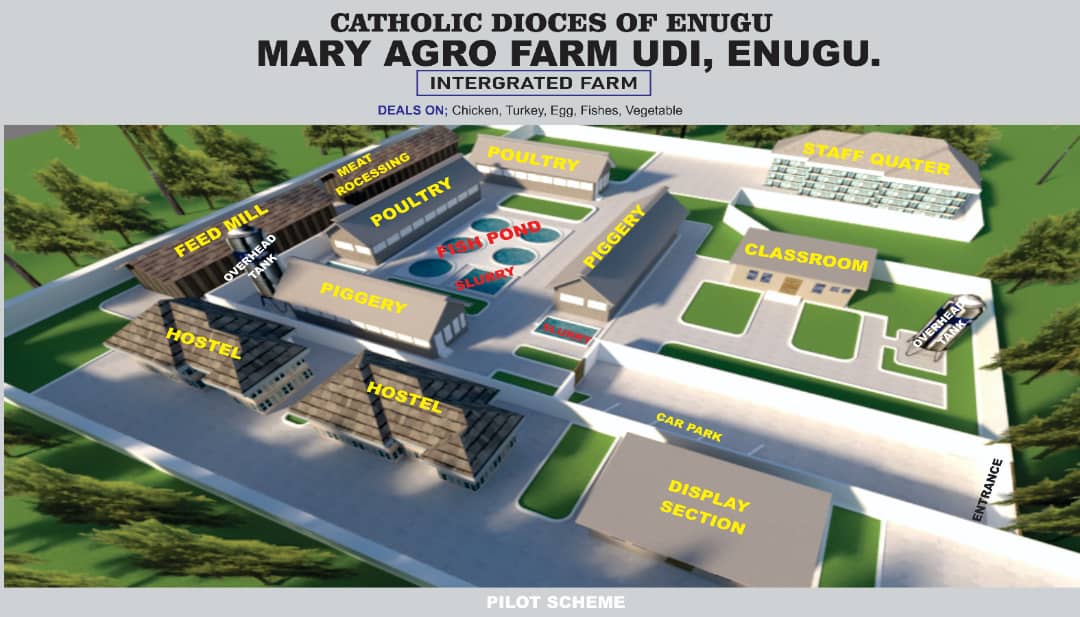 CATHOLIC DIOCES OF ENUGU
MARY AGRO FARM UDI, ENUGU.
INTERGRATED FARM
DEALS ON; Chicken, Turkey, Egg, Fishes, Vegetable
MEAT
ROCESSING
POULTRY
STAFF QUATER
POULTRY
FEED MILL
OVERHEAD
TANK
FISH POND
SLURRY
PIGGERY
CLASSROOM
PIGGERY
SLURRY
OVERHEAD
TANK
HOSTEL
HOSTEL
CAR PARK
DISPLAY
SECTION
ENTRANCE
PILOT SCHEME